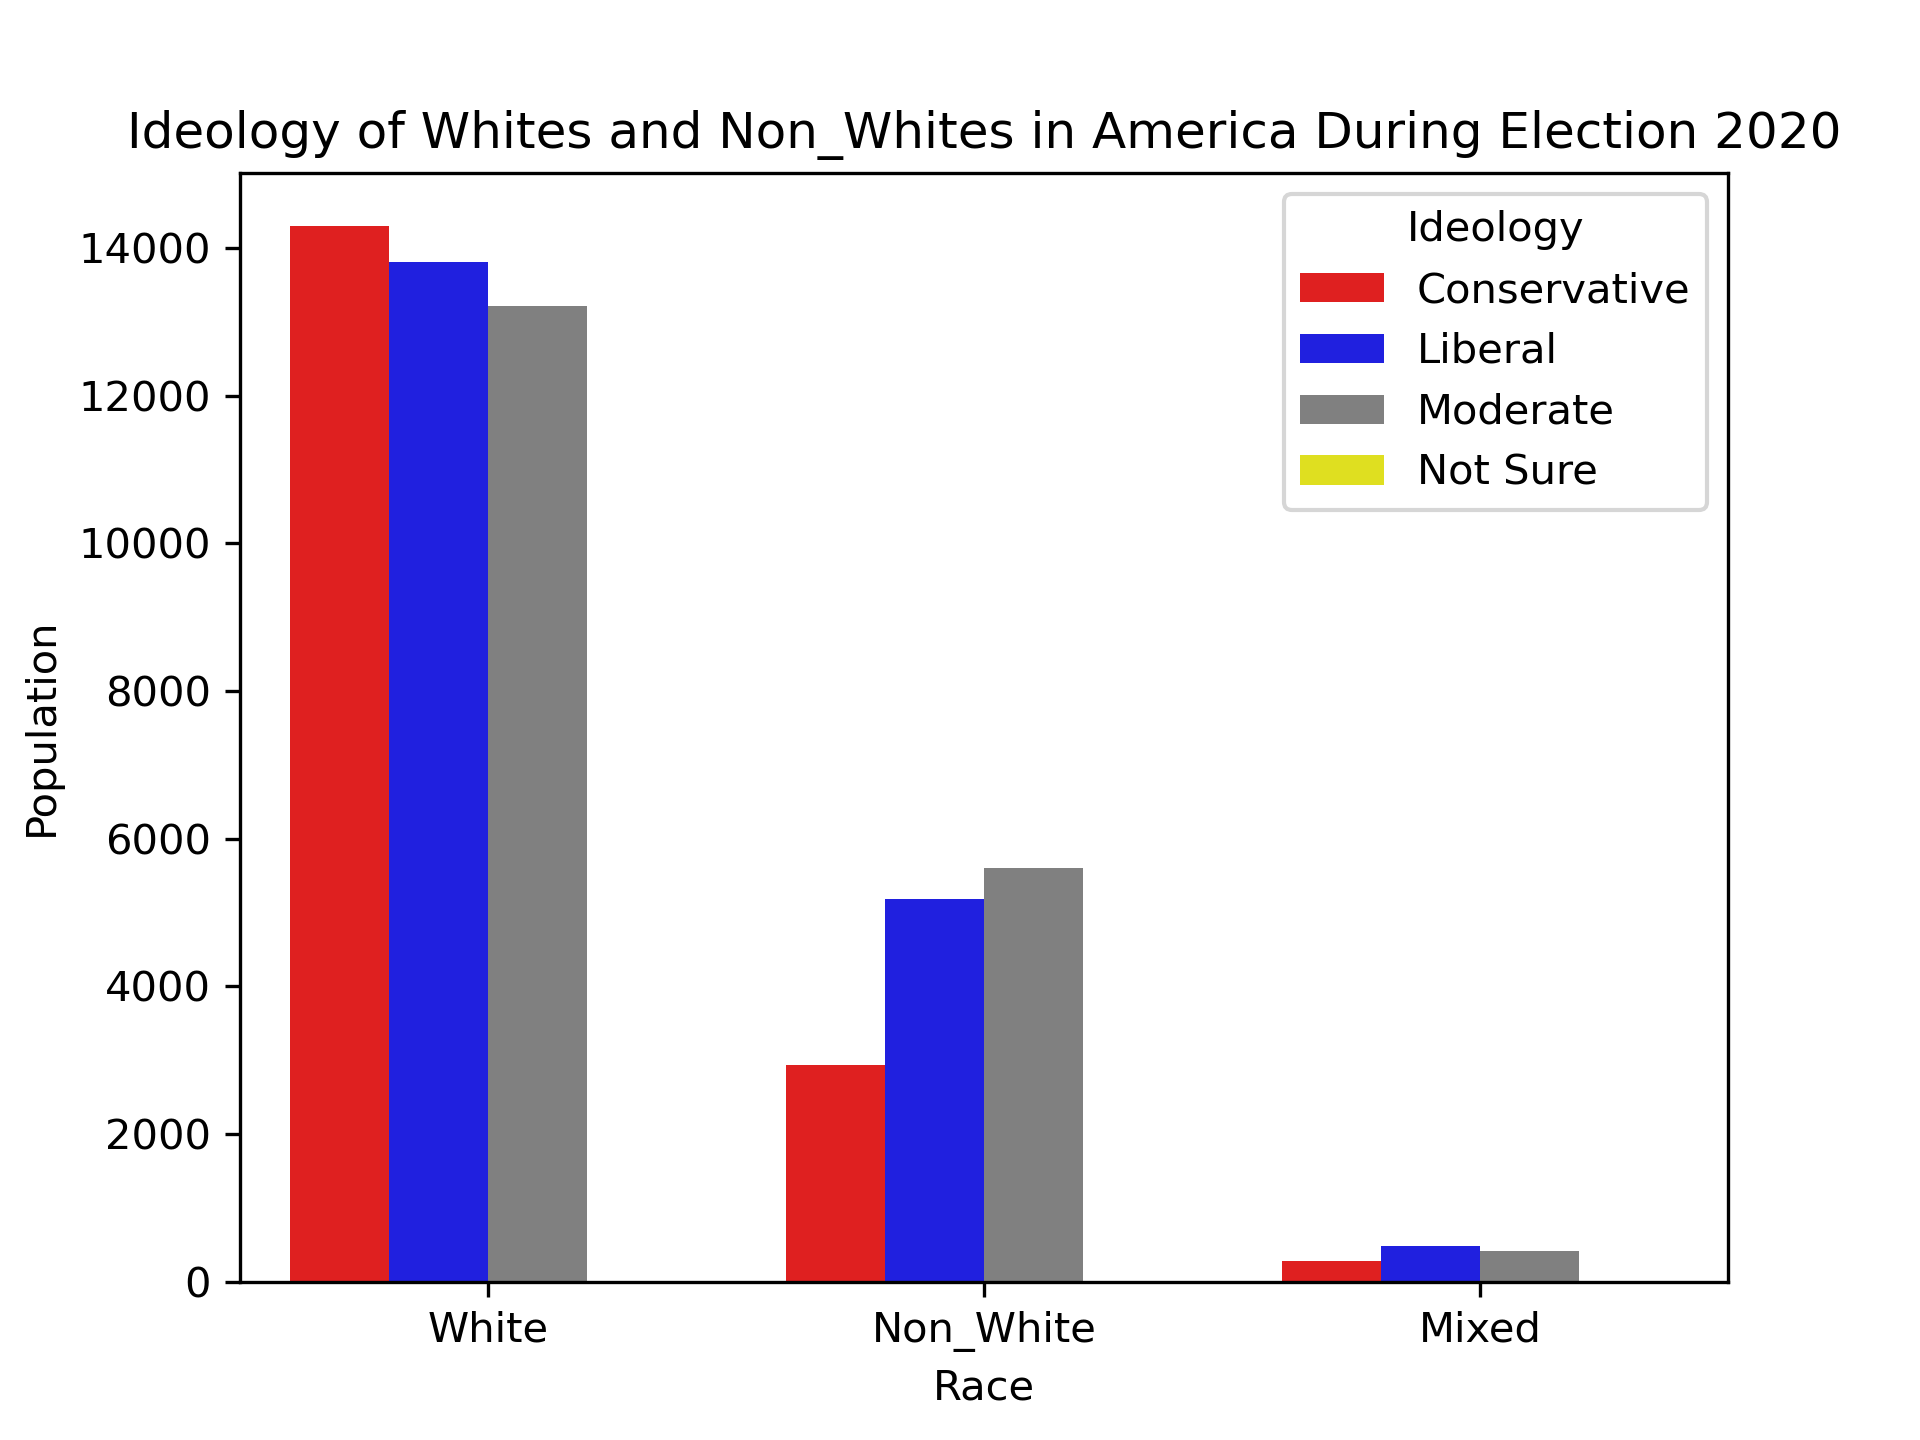 Ideology of Whites and Non_Whites in America During Election 2020
Ideology
Conservative
Liberal
Moderate
Not Sure
14000
12000
10000
8000
6000
4000
2000
0
Population
White
Non_White
Mixed
Race